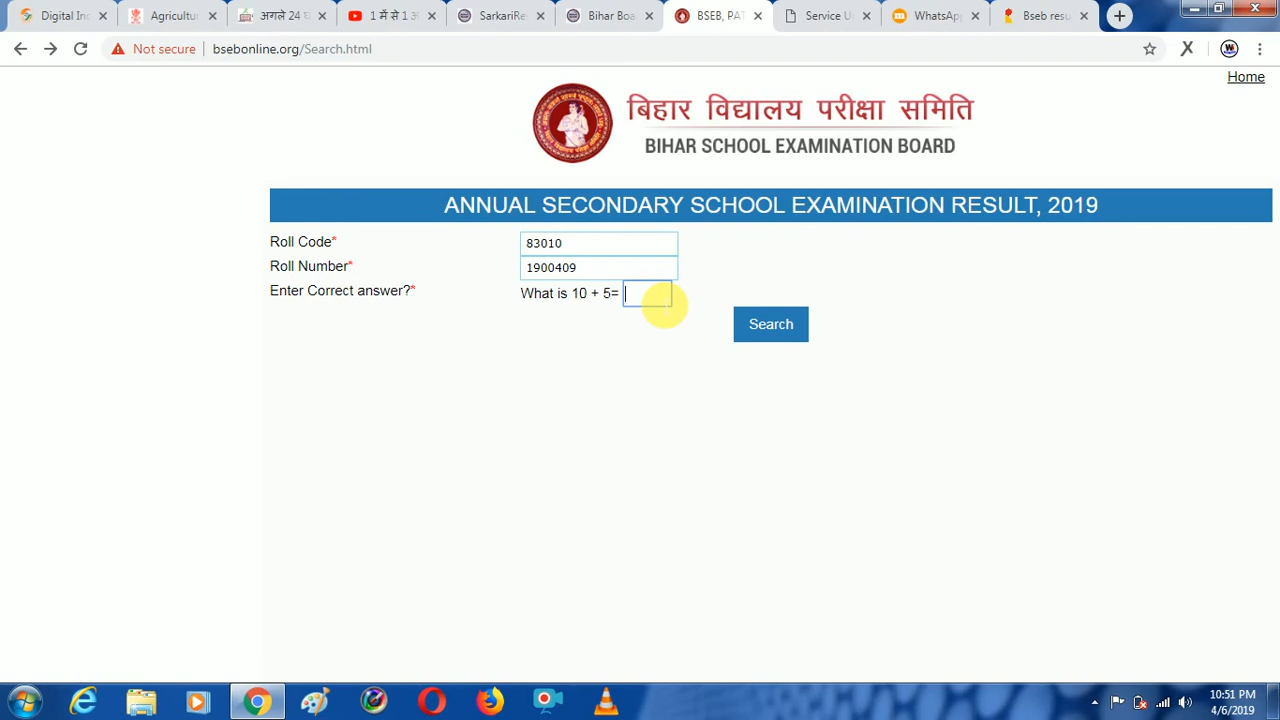 Digital In
Agricultu
अगले 24 घ
1 में से 1 अ
SarkariRe
Bihar Boa
BSEB, PAT
Service U
WhatsApp
Bseb resu
Not secure
bsebonline.org/Search.html
Home
बिहार विद्यालय परीक्षा समिति
BIHAR SCHOOL EXAMINATION BOARD
ANNUAL SECONDARY SCHOOL EXAMINATION RESULT, 2019
Roll Code* 83010
Roll Number* 1900409
Enter Correct answer?* What is 10 + 5=
Search
10:51 PM
4/6/2019